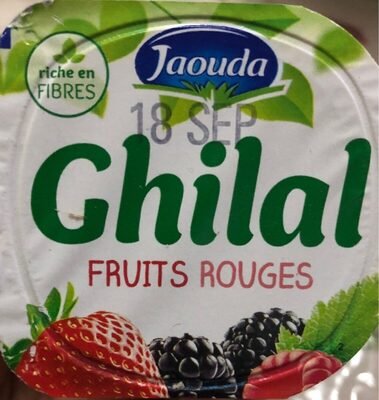 riche en
FIBRES
Jaouda
18 SEP
Ghilal
FRUITS ROUGES